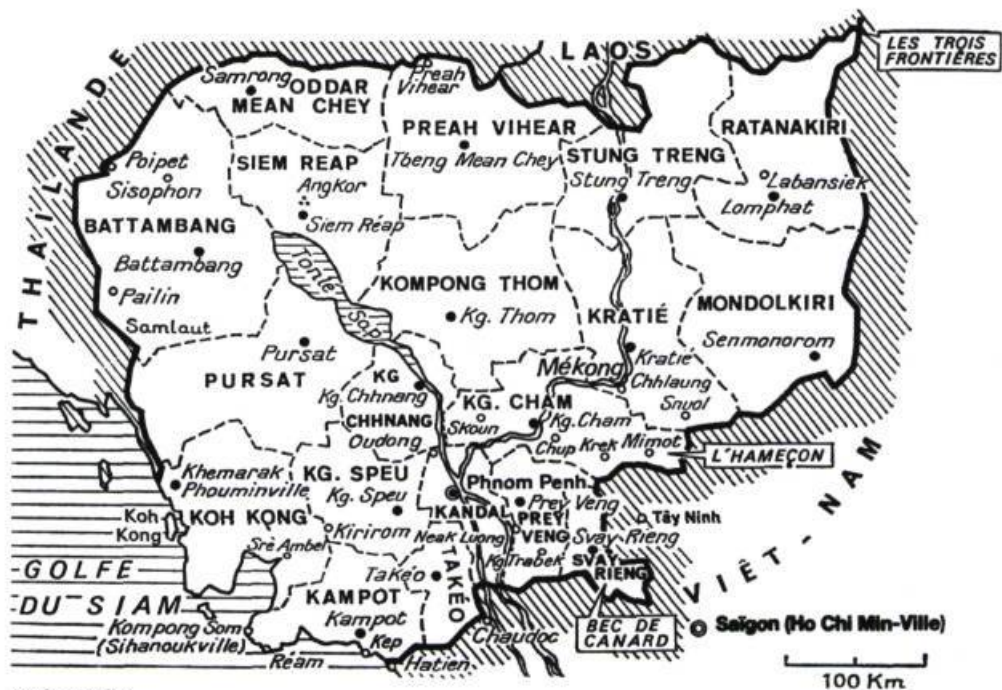 LAOS
LES TROIS
FRONTIÈRES
THAILANDE
Samrong
ODDAR
MEAN CHEY
Preah
Vihear
PREAH VIHEAR
Tbeng Mean Chey
STUNG TRENG
Stung Treng
RATANAKIRI
Labansiek
Lomphat
Poipet
Sisophon
SIEM REAP
Angkor
Siem Réap
BATTAMBANG
Battambang
Pailin
Samlaut
Tonlé
Sap
KOMPONG THOM
Kg. Thom
KRATIÉ
MONDOLKIRI
Senmonorom
Pursat
PURSAT
Mékong
Kratié
Chhlaung
Snuol
KG
Kg. Chhnang
CHHNANG
Oudong
KG. CHAM
Skoun
Kg. Cham
Chup
Krek
Mimot
L'HAMEÇON
Khemarak
Phouminville
KG. SPEU
Kg. Speu
Phnom Penh
KANDAL
Prey Veng
PREY
VENG
Koh
Kong
KOH KONG
Kirirom
Neak Luong
Sre Ambel
Svay Rieng
Tây Ninh
Kg Trabek
SVAY
RIENG
GOLFE
DU SIAM
Takéo
TAKÉO
KAMPOT
Kampot
Kompong Som
(Sihanoukville)
Kep
Réam
Hatien
Chaudoc
BEC DE
CANARD
VIÊT-NAM
Saïgon (Ho Chi Min-Ville)
100 Km